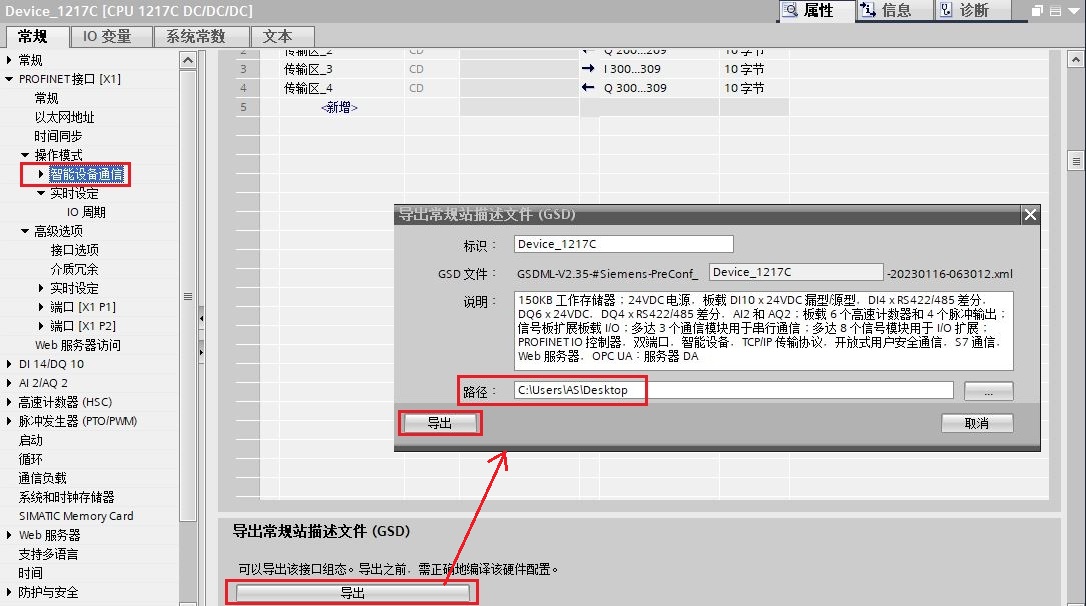 Device_1217C [CPU 1217C DC/DC/DC]
属性
信息
诊断
常规
IO 变量
系统常数
文本
常规
PROFINET接口 [X1]
常规
以太网地址
时间同步
操作模式
智能设备通信
实时设定
IO 周期
高级选项
接口选项
介质冗余
实时设定
端口 [X1 P1]
端口 [X1 P2]
Web 服务器访问
DI 14/DQ 10
AI 2/AQ 2
高速计数器 (HSC)
脉冲发生器 (PTO/PWM)
启动
循环
通信负载
系统和时钟存储器
SIMATIC Memory Card
Web 服务器
支持多语言
时间
防护与安全
2 传输区_2 CD ← Q 200...209 10 字节
3 传输区_3 CD → I 300...309 10 字节
4 传输区_4 CD ← Q 300...309 10 字节
5 <新增>
导出常规站描述文件 (GSD)
标识： Device_1217C
GSD 文件： GSDML-V2.35-#Siemens-PreConf_ Device_1217C -20230116-063012.xml
说明： 150KB 工作存储器；24VDC 电源，板载 DI10 x 24VDC 漏型/源型，DI4 x RS422/485 差分，
DQ6 x 24VDC，DQ4 x RS422/485 差分，AI2 和 AQ2；板载 6 个高速计数器和 4 个脉冲输出；
信号板扩展板载 I/O；多达 3 个通信模块用于串行通信；多达 8 个信号模块用于 I/O 扩展；
PROFINET IO 控制器，双端口，智能设备，TCP/IP 传输协议，开放式用户安全通信，S7 通信，
Web 服务器，OPC UA：服务器 DA
路径： C:\Users\AS\Desktop ...
导出 取消
导出常规站描述文件 (GSD)
可以导出该接口组态。导出之前，需正确地编译该硬件配置。
导出